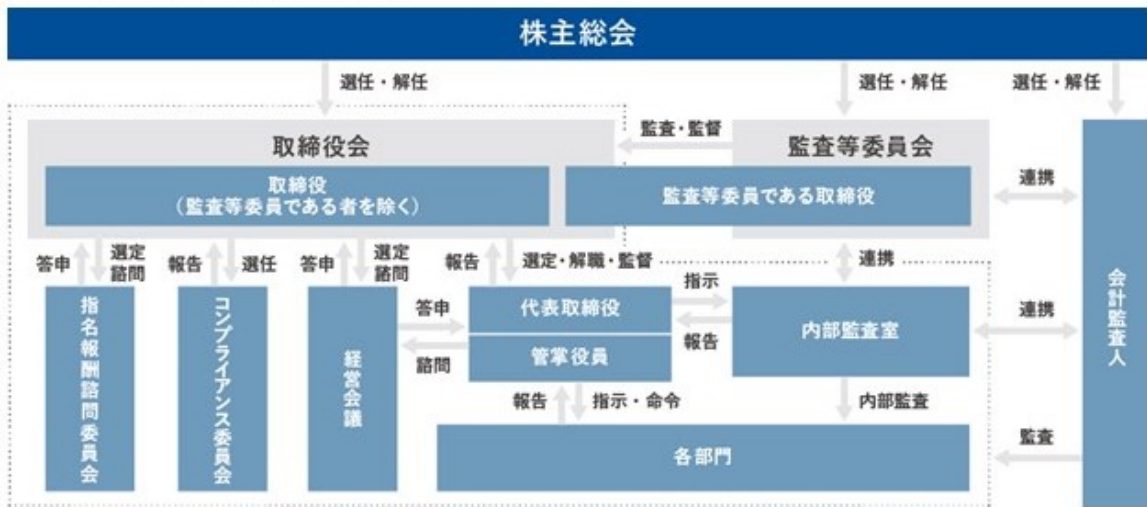 株主総会
選任・解任
選任・解任
選任・解任
取締役会
監査・監督
監査等委員会
取締役
(監査等委員である者を除く)
監査等委員である取締役
連携
答申
選定
諮問
報告
選任
答申
選定
諮問
報告
選定・解職・監督
連携
指名報酬諮問委員会
コンプライアンス委員会
経営会議
答申
諮問
代表取締役
管掌役員
指示
報告
内部監査室
連携
会計監査人
報告
指示・命令
内部監査
各部門
監査